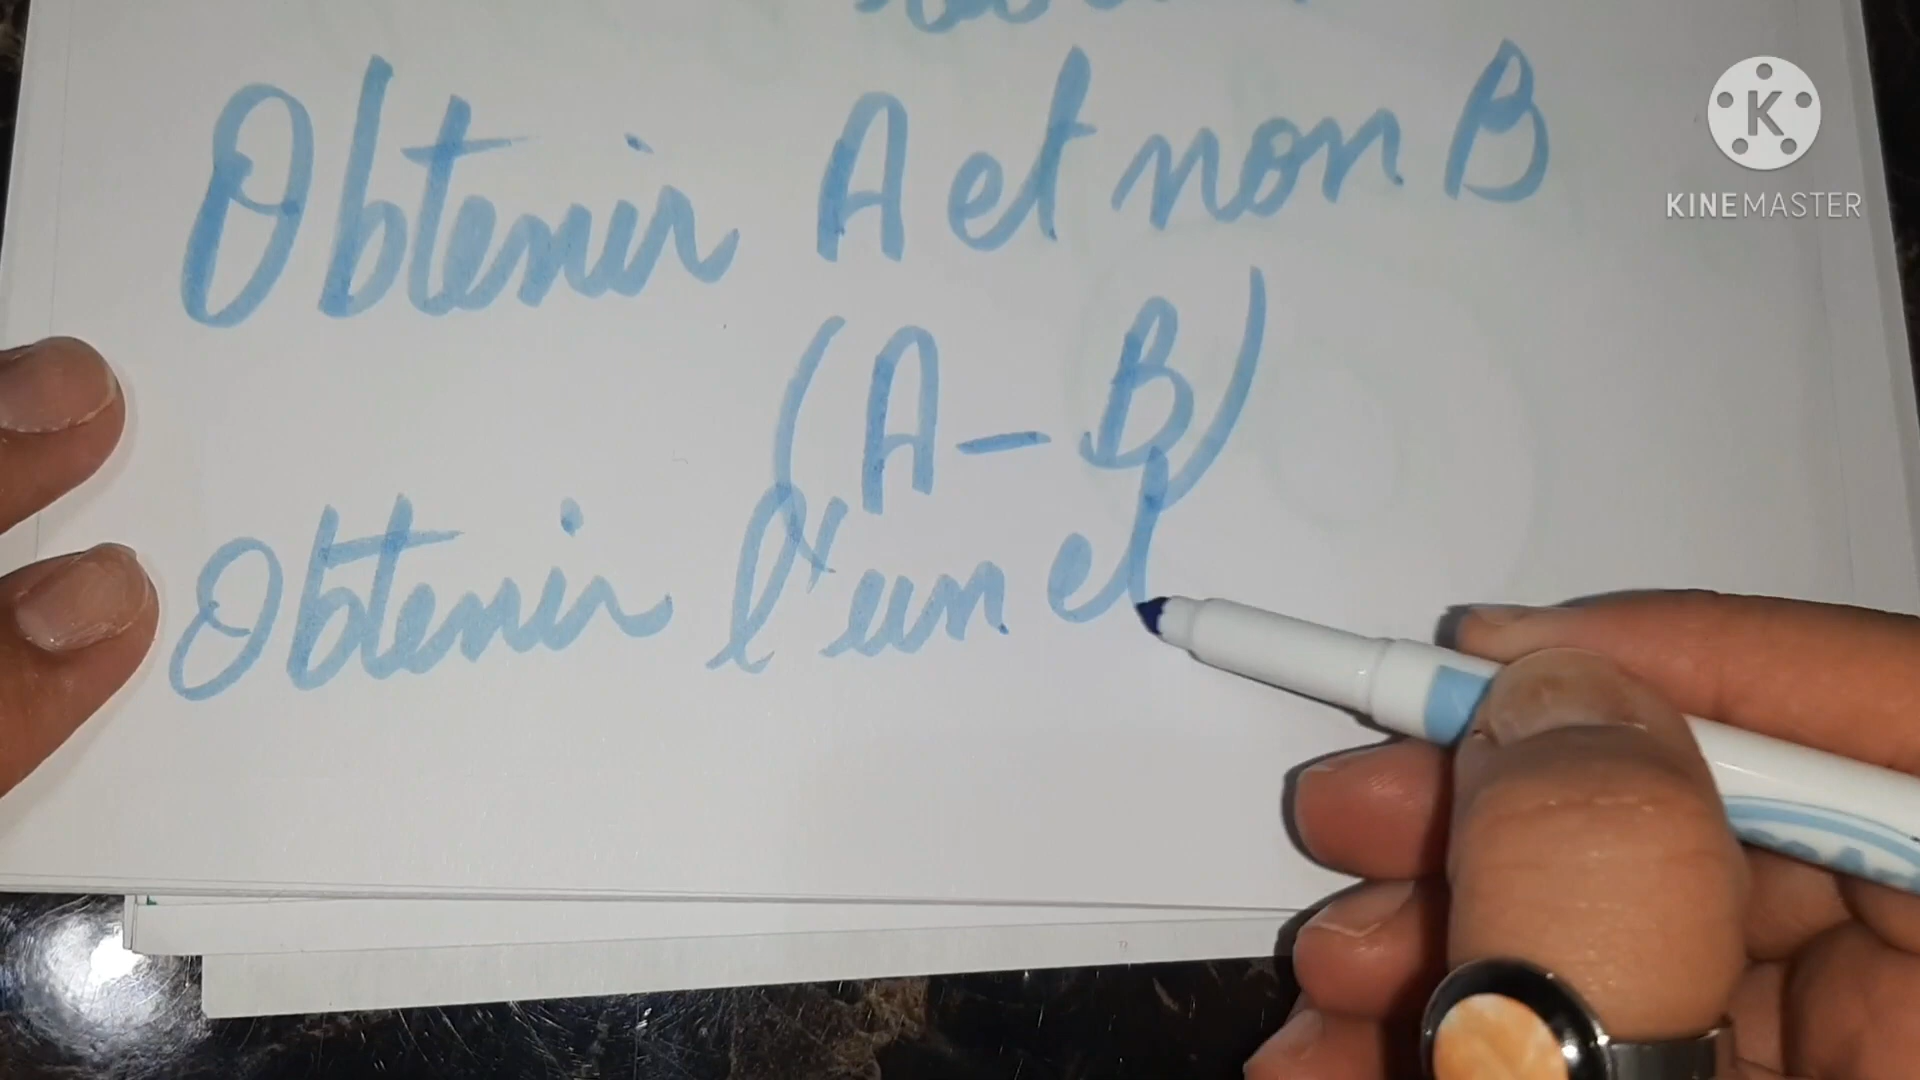 Obtenir A et non B
(A - B)
Obtenir l'un et
K
KINEMASTER